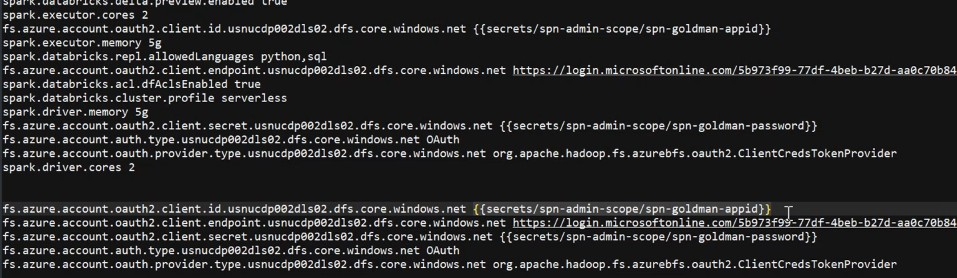 spark.databricks.delta.preview.enabled true
spark.executor.cores 2
fs.azure.account.oauth2.client.id.usnucdp002dls02.dfs.core.windows.net {{secrets/spn-admin-scope/spn-goldman-appid}}
spark.executor.memory 5g
spark.databricks.repl.allowedLanguages python,sql
fs.azure.account.oauth2.client.endpoint.usnucdp002dls02.dfs.core.windows.net https://login.microsoftonline.com/5b973f99-77df-4beb-b27d-aa0c70b84
spark.databricks.acl.dfAclsEnabled true
spark.databricks.cluster.profile serverless
spark.driver.memory 5g
fs.azure.account.oauth2.client.secret.usnucdp002dls02.dfs.core.windows.net {{secrets/spn-admin-scope/spn-goldman-password}}
fs.azure.account.auth.type.usnucdp002dls02.dfs.core.windows.net OAuth
fs.azure.account.oauth.provider.type.usnucdp002dls02.dfs.core.windows.net org.apache.hadoop.fs.azurebfs.oauth2.ClientCredsTokenProvider
spark.driver.cores 2
fs.azure.account.oauth2.client.id.usnucdp002dls02.dfs.core.windows.net {{secrets/spn-admin-scope/spn-goldman-appid}}
fs.azure.account.oauth2.client.endpoint.usnucdp002dls02.dfs.core.windows.net https://login.microsoftonline.com/5b973f99-77df-4beb-b27d-aa0c70b84
fs.azure.account.oauth2.client.secret.usnucdp002dls02.dfs.core.windows.net {{secrets/spn-admin-scope/spn-goldman-password}}
fs.azure.account.auth.type.usnucdp002dls02.dfs.core.windows.net OAuth
fs.azure.account.oauth.provider.type.usnucdp002dls02.dfs.core.windows.net org.apache.hadoop.fs.azurebfs.oauth2.ClientCredsTokenProvider